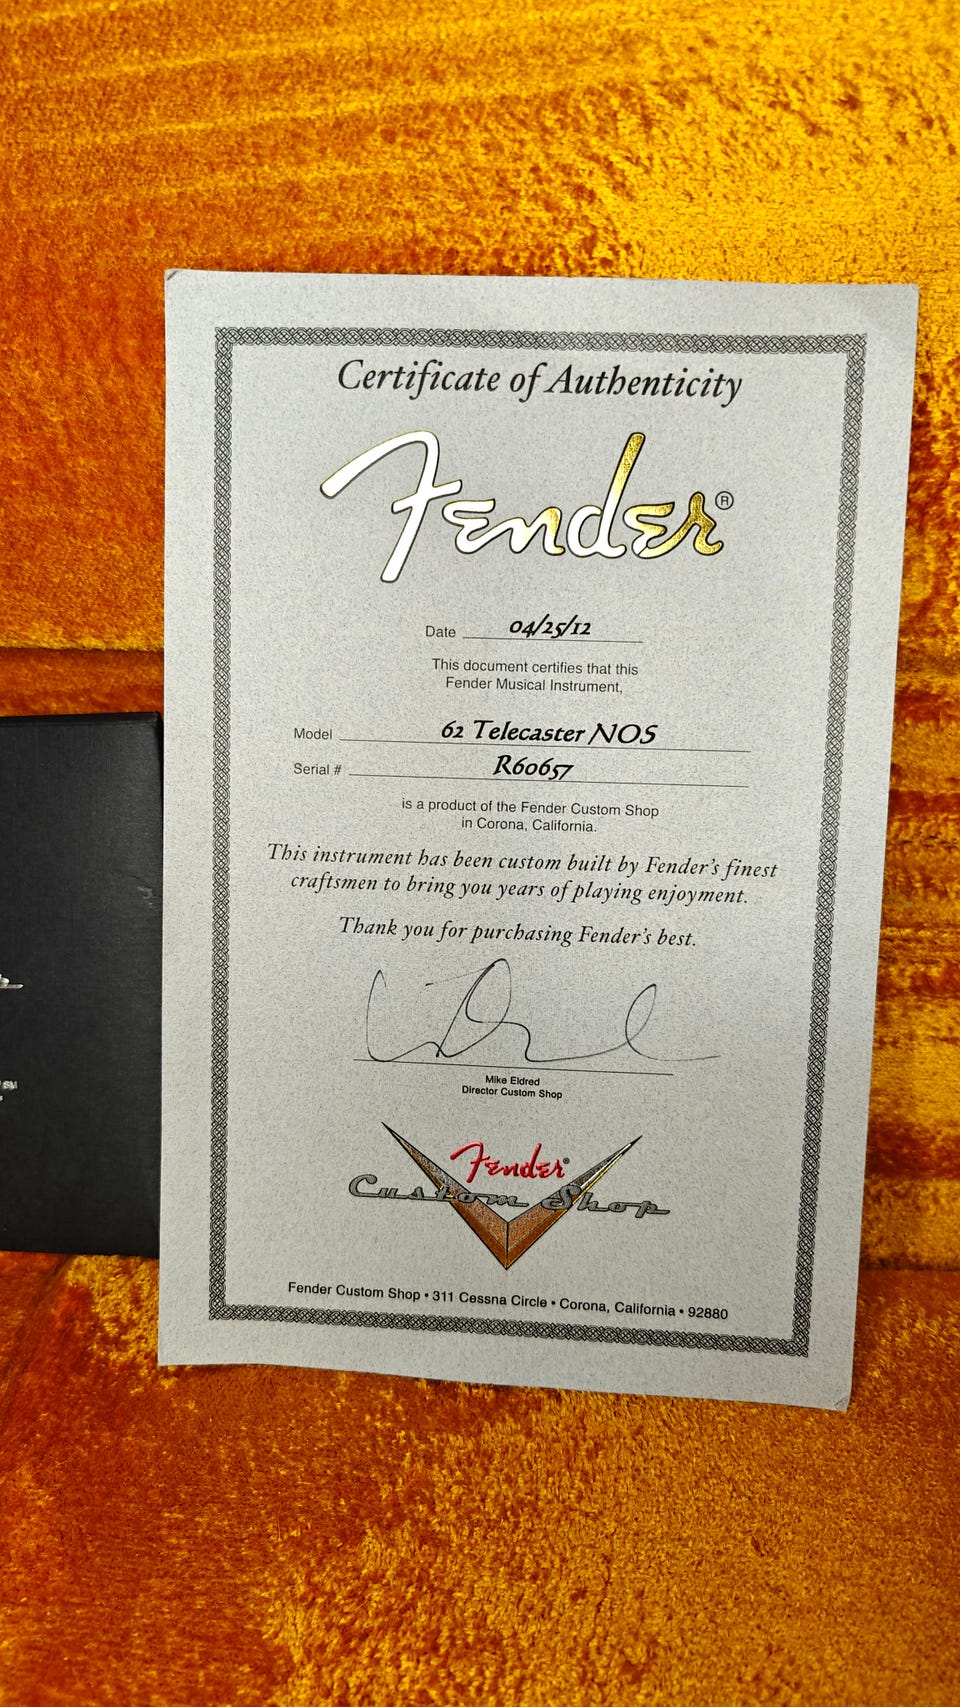 Certificate of Authenticity
Fender®
Date 04/25/12
This document certifies that this
Fender Musical Instrument,
Model 62 Telecaster NOS
Serial # R60657
is a product of the Fender Custom Shop
in Corona, California.
This instrument has been custom built by Fender's finest
craftsmen to bring you years of playing enjoyment.
Thank you for purchasing Fender's best.
Mike Eldred
Director Custom Shop
Fender®
Custom Shop
Fender Custom Shop • 311 Cessna Circle • Corona, California • 92880
SM